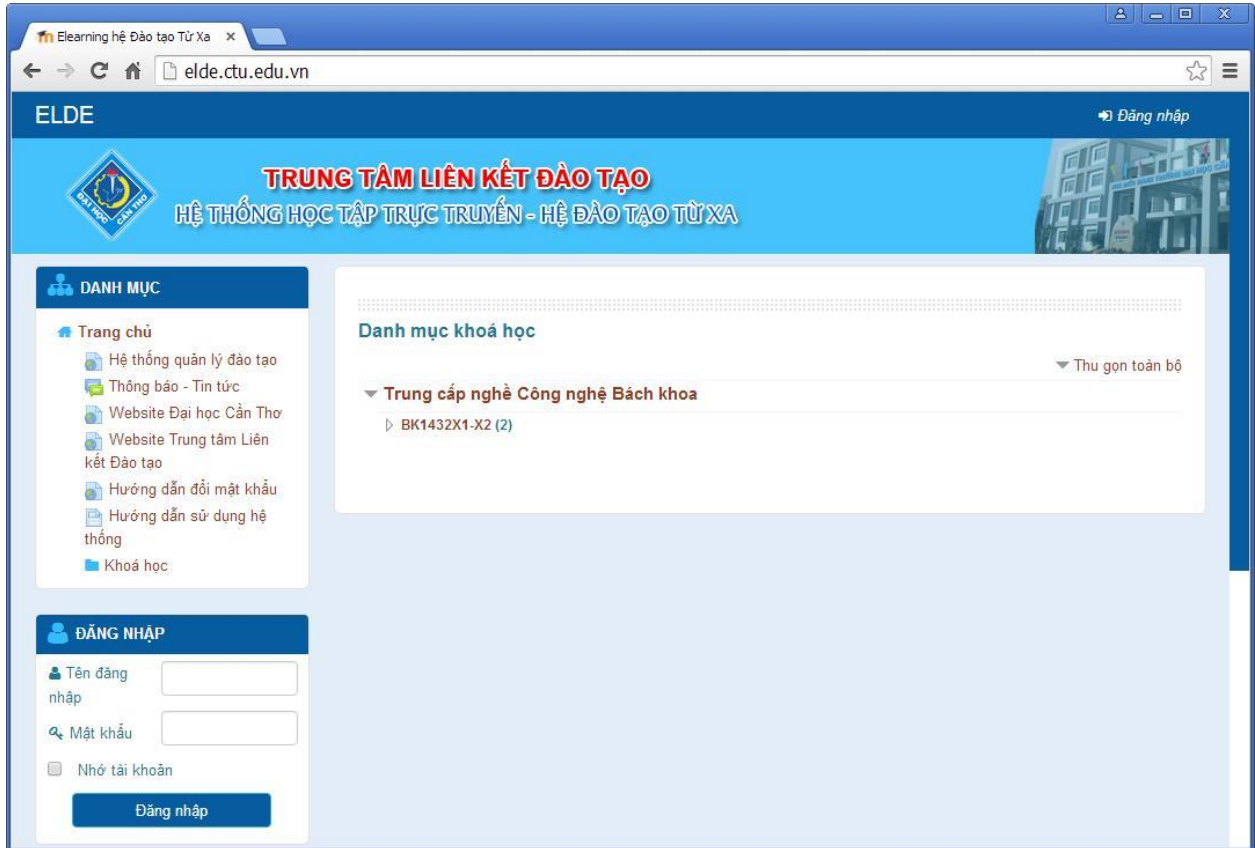 Elearning hệ Đào tạo Từ Xa
elde.ctu.edu.vn
ELDE
Đăng nhập
ĐẠI HỌC CẦN THƠ
TRUNG TÂM LIÊN KẾT ĐÀO TẠO
HỆ THỐNG HỌC TẬP TRỰC TRUYẾN - HỆ ĐÀO TẠO TỪ XA
DANH MỤC
Trang chủ
Hệ thống quản lý đào tạo
Thông báo - Tin tức
Website Đại học Cần Thơ
Website Trung tâm Liên
kết Đào tạo
Hướng dẫn đổi mật khẩu
Hướng dẫn sử dụng hệ
thống
Khoá học
Danh mục khoá học
Thu gọn toàn bộ
Trung cấp nghề Công nghệ Bách khoa
BK1432X1-X2 (2)
ĐĂNG NHẬP
Tên đăng
nhập
Mật khẩu
Nhớ tài khoản
Đăng nhập